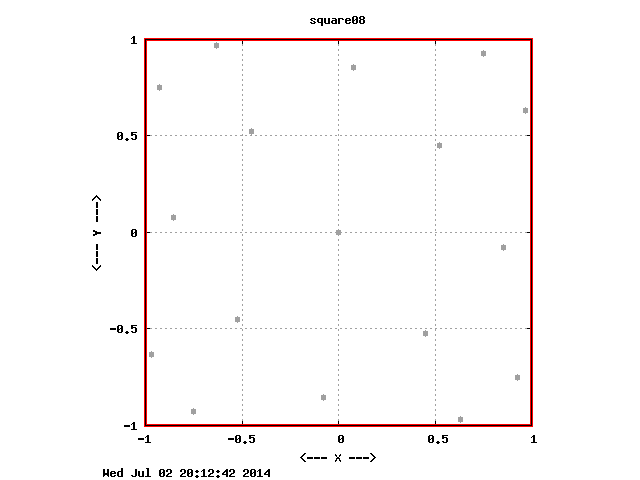 square08
1
0.5
0
-0.5
-1
<--- Y --->
-1 -0.5 0 0.5 1
<--- X --->
Wed Jul 02 20:12:42 2014